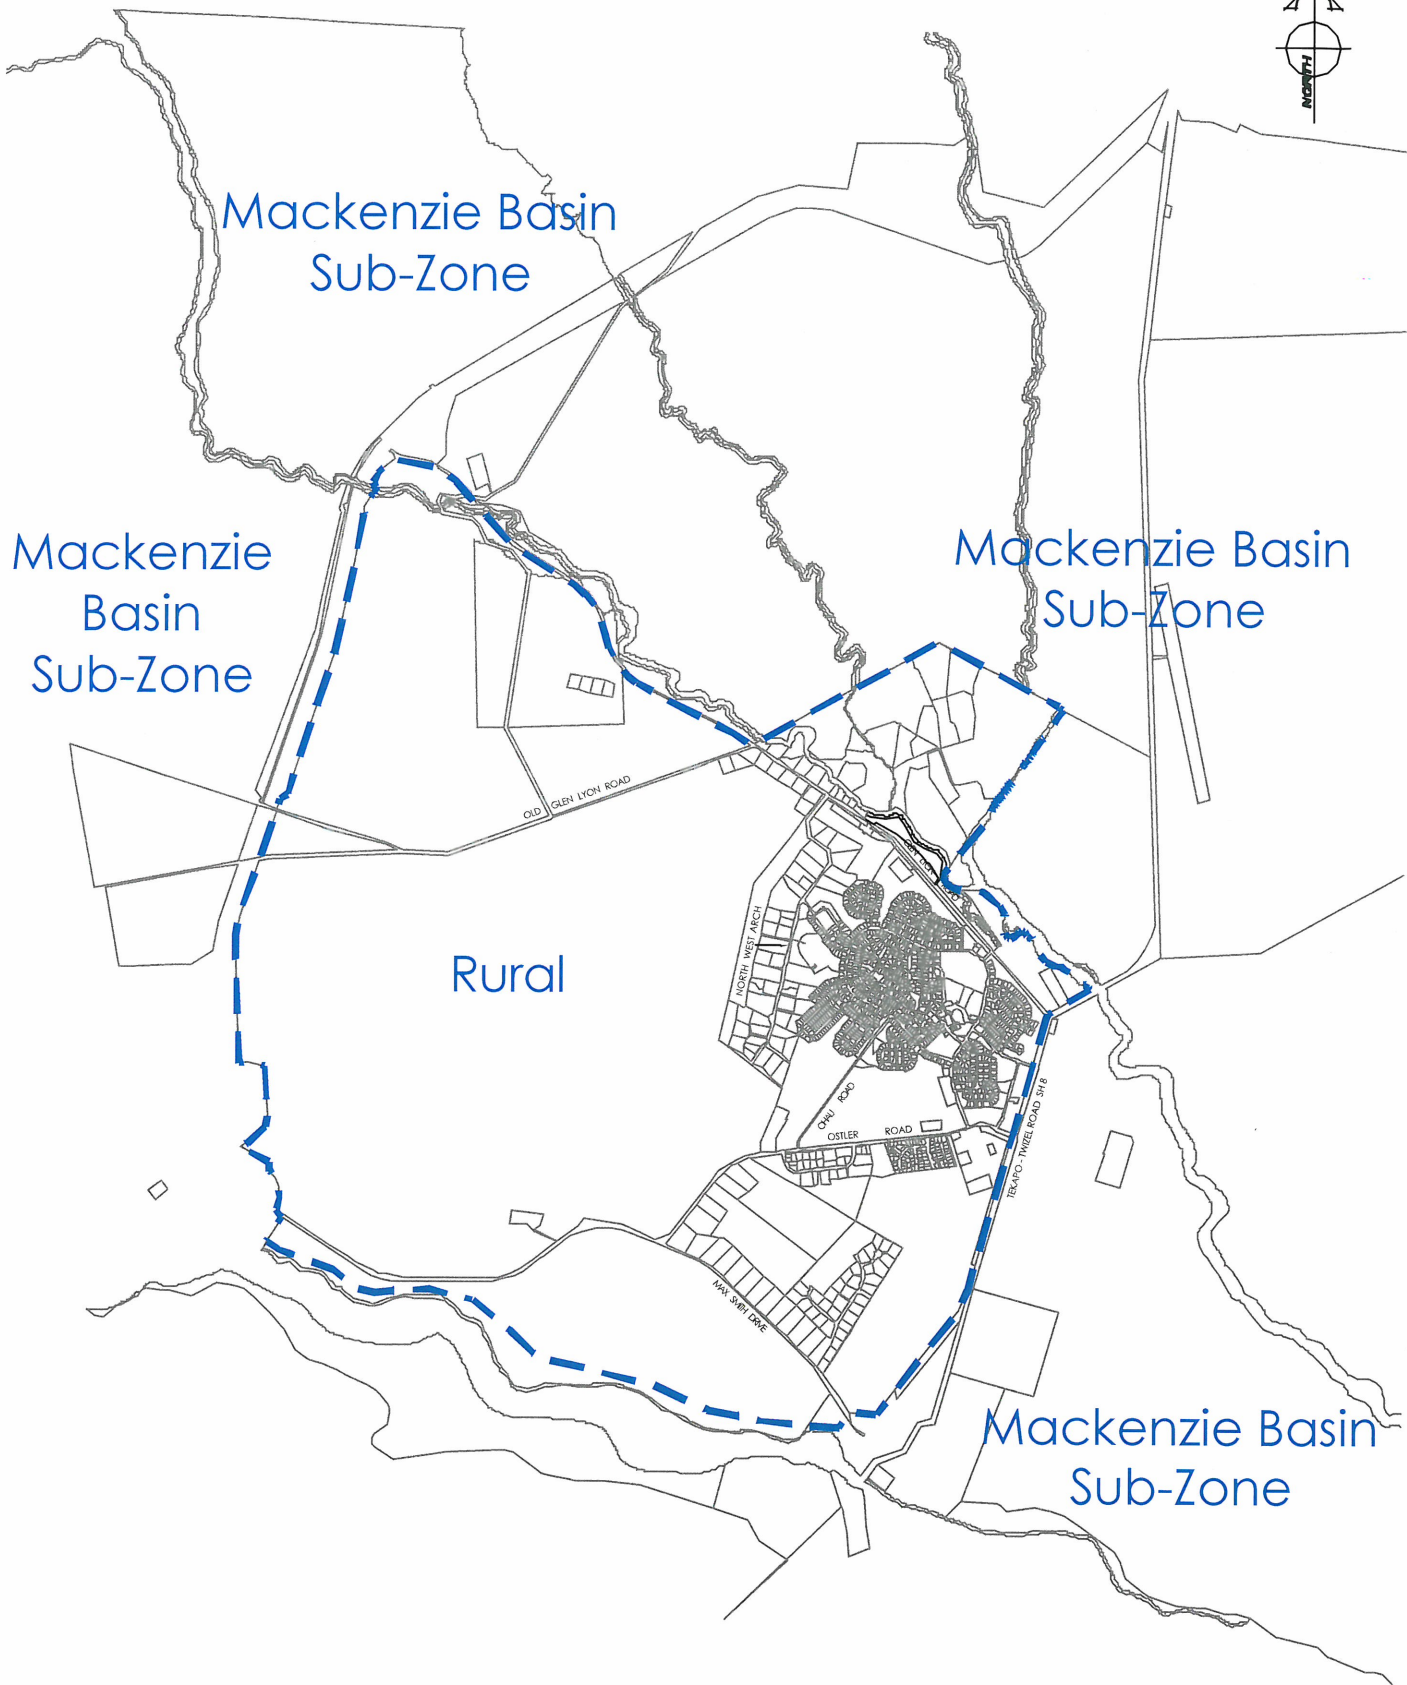 NORTH
Mackenzie Basin
Sub-Zone
Mackenzie
Basin
Sub-Zone
Mackenzie Basin
Sub-Zone
OLD GLEN LYON ROAD
NORTH WEST ARCH
Rural
OHAU ROAD
OSTLER ROAD
TEKAPO - TWIZEL ROAD SH 8
MAX SMITH DRIVE
Mackenzie Basin
Sub-Zone